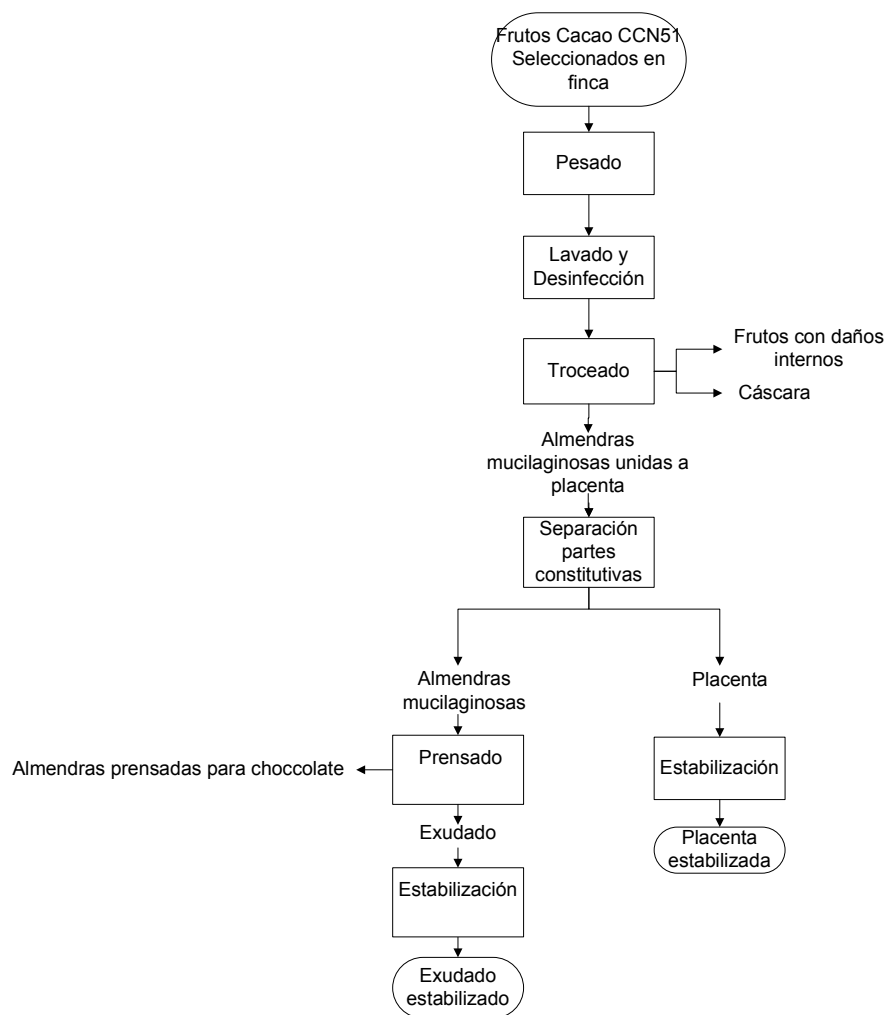 Frutos Cacao CCN51
Seleccionados en
finca
Pesado
Lavado y
Desinfección
Troceado
Frutos con daños
internos
Cáscara
Almendras
mucilaginosas unidas a
placenta
Separación
partes
constitutivas
Almendras
mucilaginosas
Placenta
Prensado
Almendras prensadas para choccolate
Estabilización
Exudado
Placenta
estabilizada
Estabilización
Exudado
estabilizado